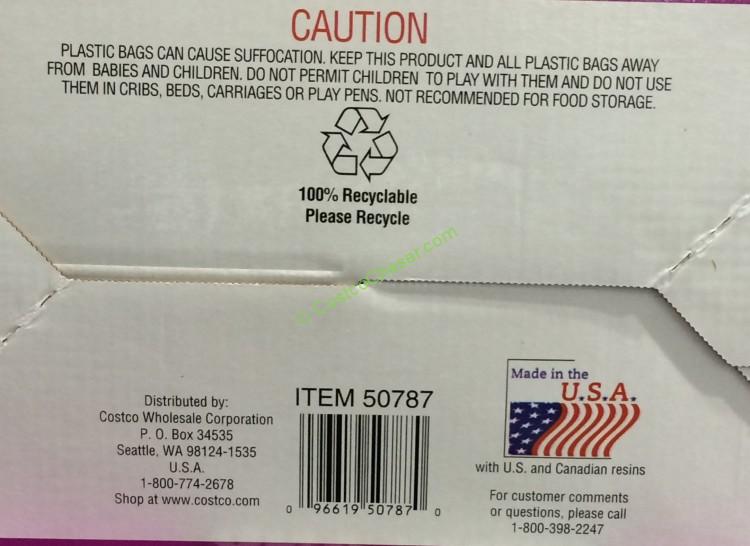 CAUTION
PLASTIC BAGS CAN CAUSE SUFFOCATION. KEEP THIS PRODUCT AND ALL PLASTIC BAGS AWAY
FROM BABIES AND CHILDREN. DO NOT PERMIT CHILDREN TO PLAY WITH THEM AND DO NOT USE
THEM IN CRIBS, BEDS, CARRIAGES OR PLAY PENS. NOT RECOMMENDED FOR FOOD STORAGE.
100% Recyclable
Please Recycle
© CostcoChaser.com
Distributed by:
Costco Wholesale Corporation
P. O. Box 34535
Seattle, WA 98124-1535
U.S.A.
1-800-774-2678
Shop at www.costco.com
ITEM 50787
0 96619 50787 0
Made in the
U.S.A.
with U.S. and Canadian resins
For customer comments
or questions, please call
1-800-398-2247